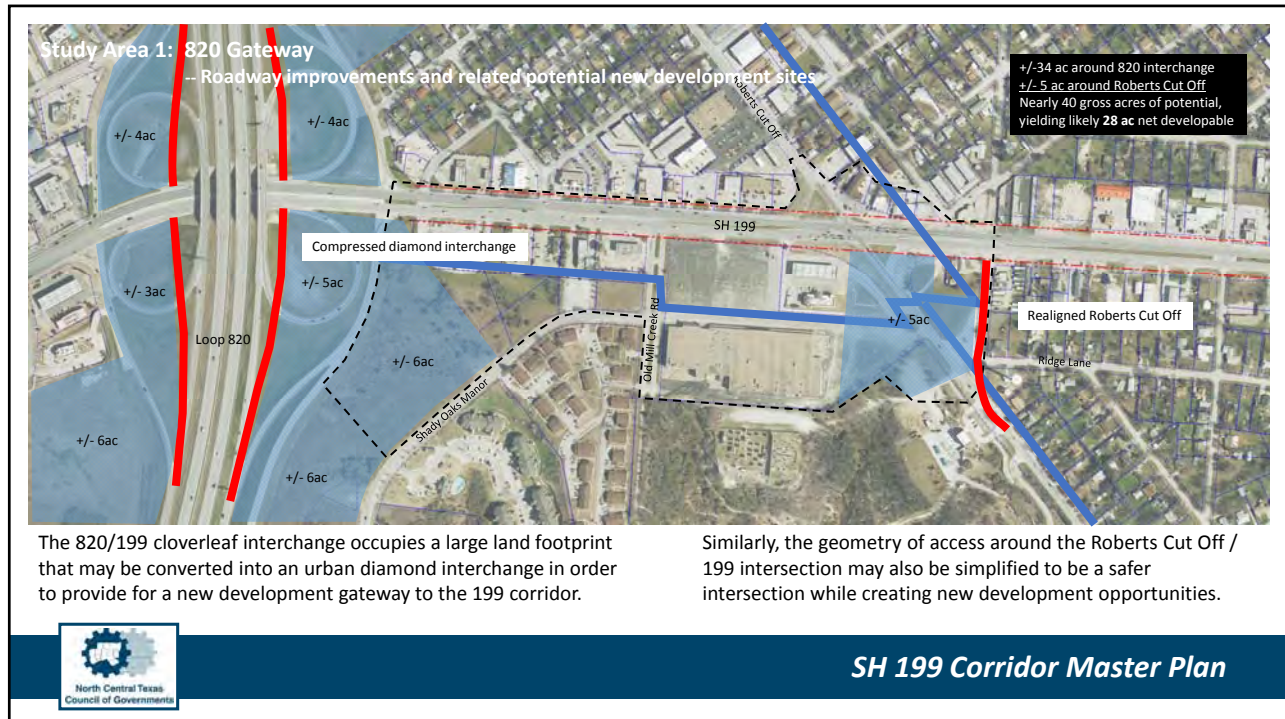 Study Area 1: 820 Gateway
-- Roadway improvements and related potential new development sites
+/-34 ac around 820 interchange
+/- 5 ac around Roberts Cut Off
Nearly 40 gross acres of potential,
yielding likely 28 ac net developable
+/- 4ac
+/- 4ac
Roberts Cut Off
SH 199
Compressed diamond interchange
+/- 3ac
+/- 5ac
Loop 820
+/- 6ac
Old Mill Creek Rd
+/- 5ac
Realigned Roberts Cut Off
Ridge Lane
Shady Oaks Manor
+/- 6ac
+/- 6ac
The 820/199 cloverleaf interchange occupies a large land footprint
that may be converted into an urban diamond interchange in order
to provide for a new development gateway to the 199 corridor.
Similarly, the geometry of access around the Roberts Cut Off /
199 intersection may also be simplified to be a safer
intersection while creating new development opportunities.
North Central Texas
Council of Governments
SH 199 Corridor Master Plan